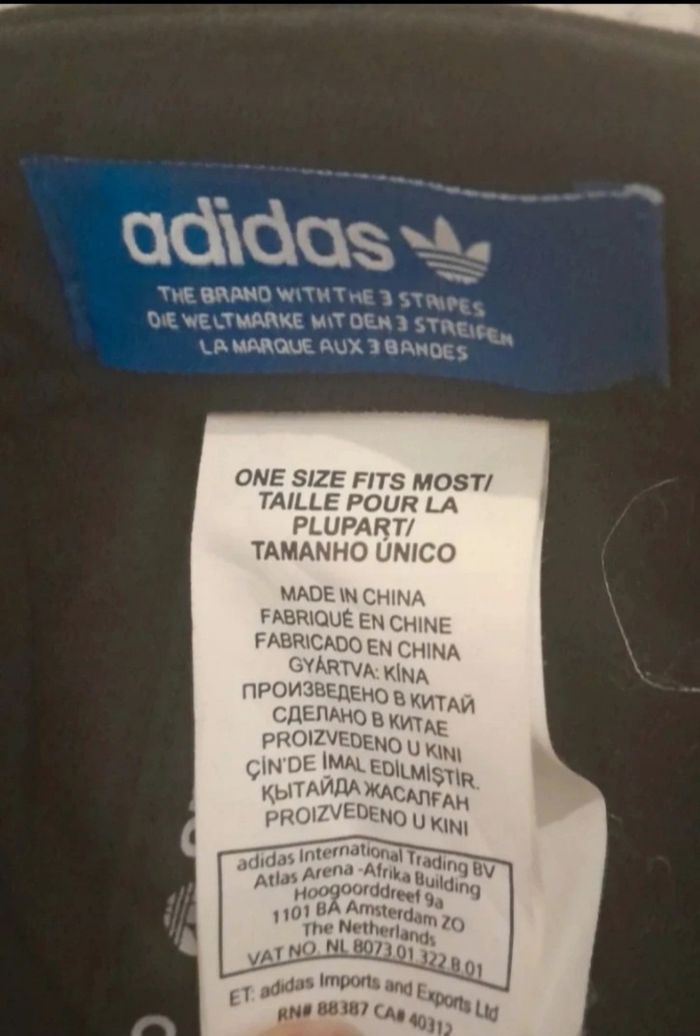 adidas
THE BRAND WITH THE 3 STRIPES
DIE WELTMARKE MIT DEN 3 STREIFEN
LA MARQUE AUX 3 BANDES
ONE SIZE FITS MOST/
TAILLE POUR LA
PLUPART/
TAMANHO ÚNICO
MADE IN CHINA
FABRIQUÉ EN CHINE
FABRICADO EN CHINA
GYÁRTVA: KÍNA
ПРОИЗВЕДЕНО В КИТАЙ
СДЕЛАНО В КИТАЕ
PROIZVEDENO U KINI
ÇİN'DE İMAL EDİLMİŞTİR.
ҚЫТАЙДА ЖАСАЛҒАН
PROIZVEDENO U KINI
adidas International Trading BV
Atlas Arena -Afrika Building
Hoogoorddreef 9a
1101 BA Amsterdam ZO
The Netherlands
VAT NO. NL 8073.01.322.B.01
ET: adidas Imports and Exports Ltd
RN# 88387 CA# 40312